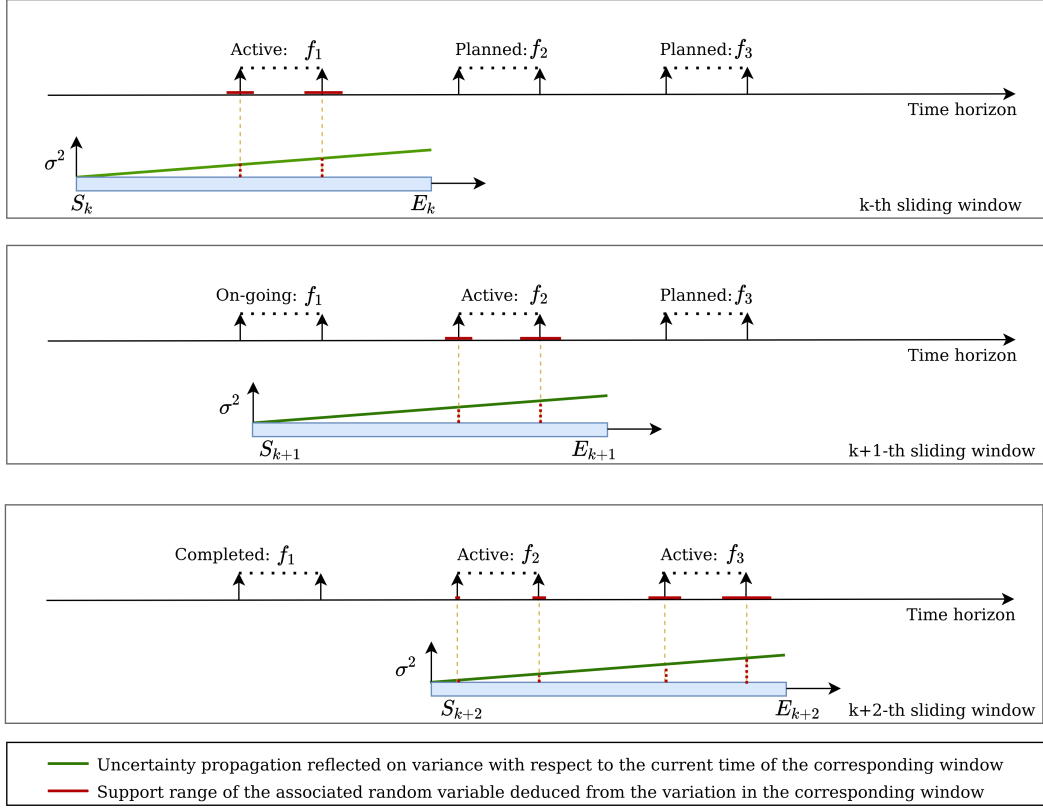 Active: f₁ Planned: f₂ Planned: f₃
Time horizon
σ²
Sₖ Eₖ
k-th sliding window
On-going: f₁ Active: f₂ Planned: f₃
Time horizon
σ²
Sₖ₊₁ Eₖ₊₁
k+1-th sliding window
Completed: f₁ Active: f₂ Active: f₃
Time horizon
σ²
Sₖ₊₂ Eₖ₊₂
k+2-th sliding window
Uncertainty propagation reflected on variance with respect to the current time of the corresponding window
Support range of the associated random variable deduced from the variation in the corresponding window